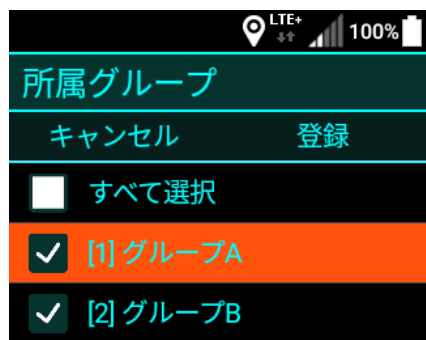 LTE+ 100%
所属グループ
キャンセル 登録
すべて選択
[1] グループA
[2] グループB